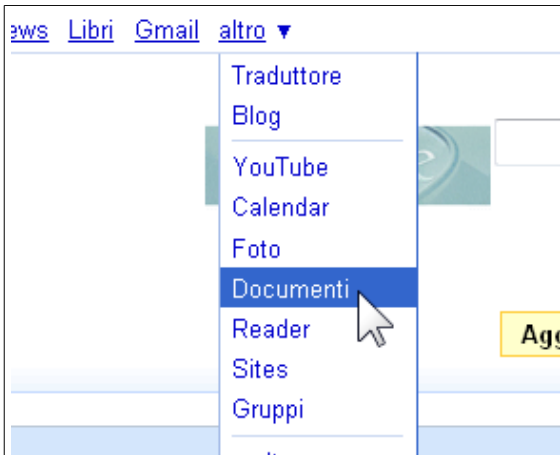 ews Libri Gmail altro ▼
Traduttore
Blog
YouTube
Calendar
Foto
Documenti
Reader
Agg
Sites
Gruppi